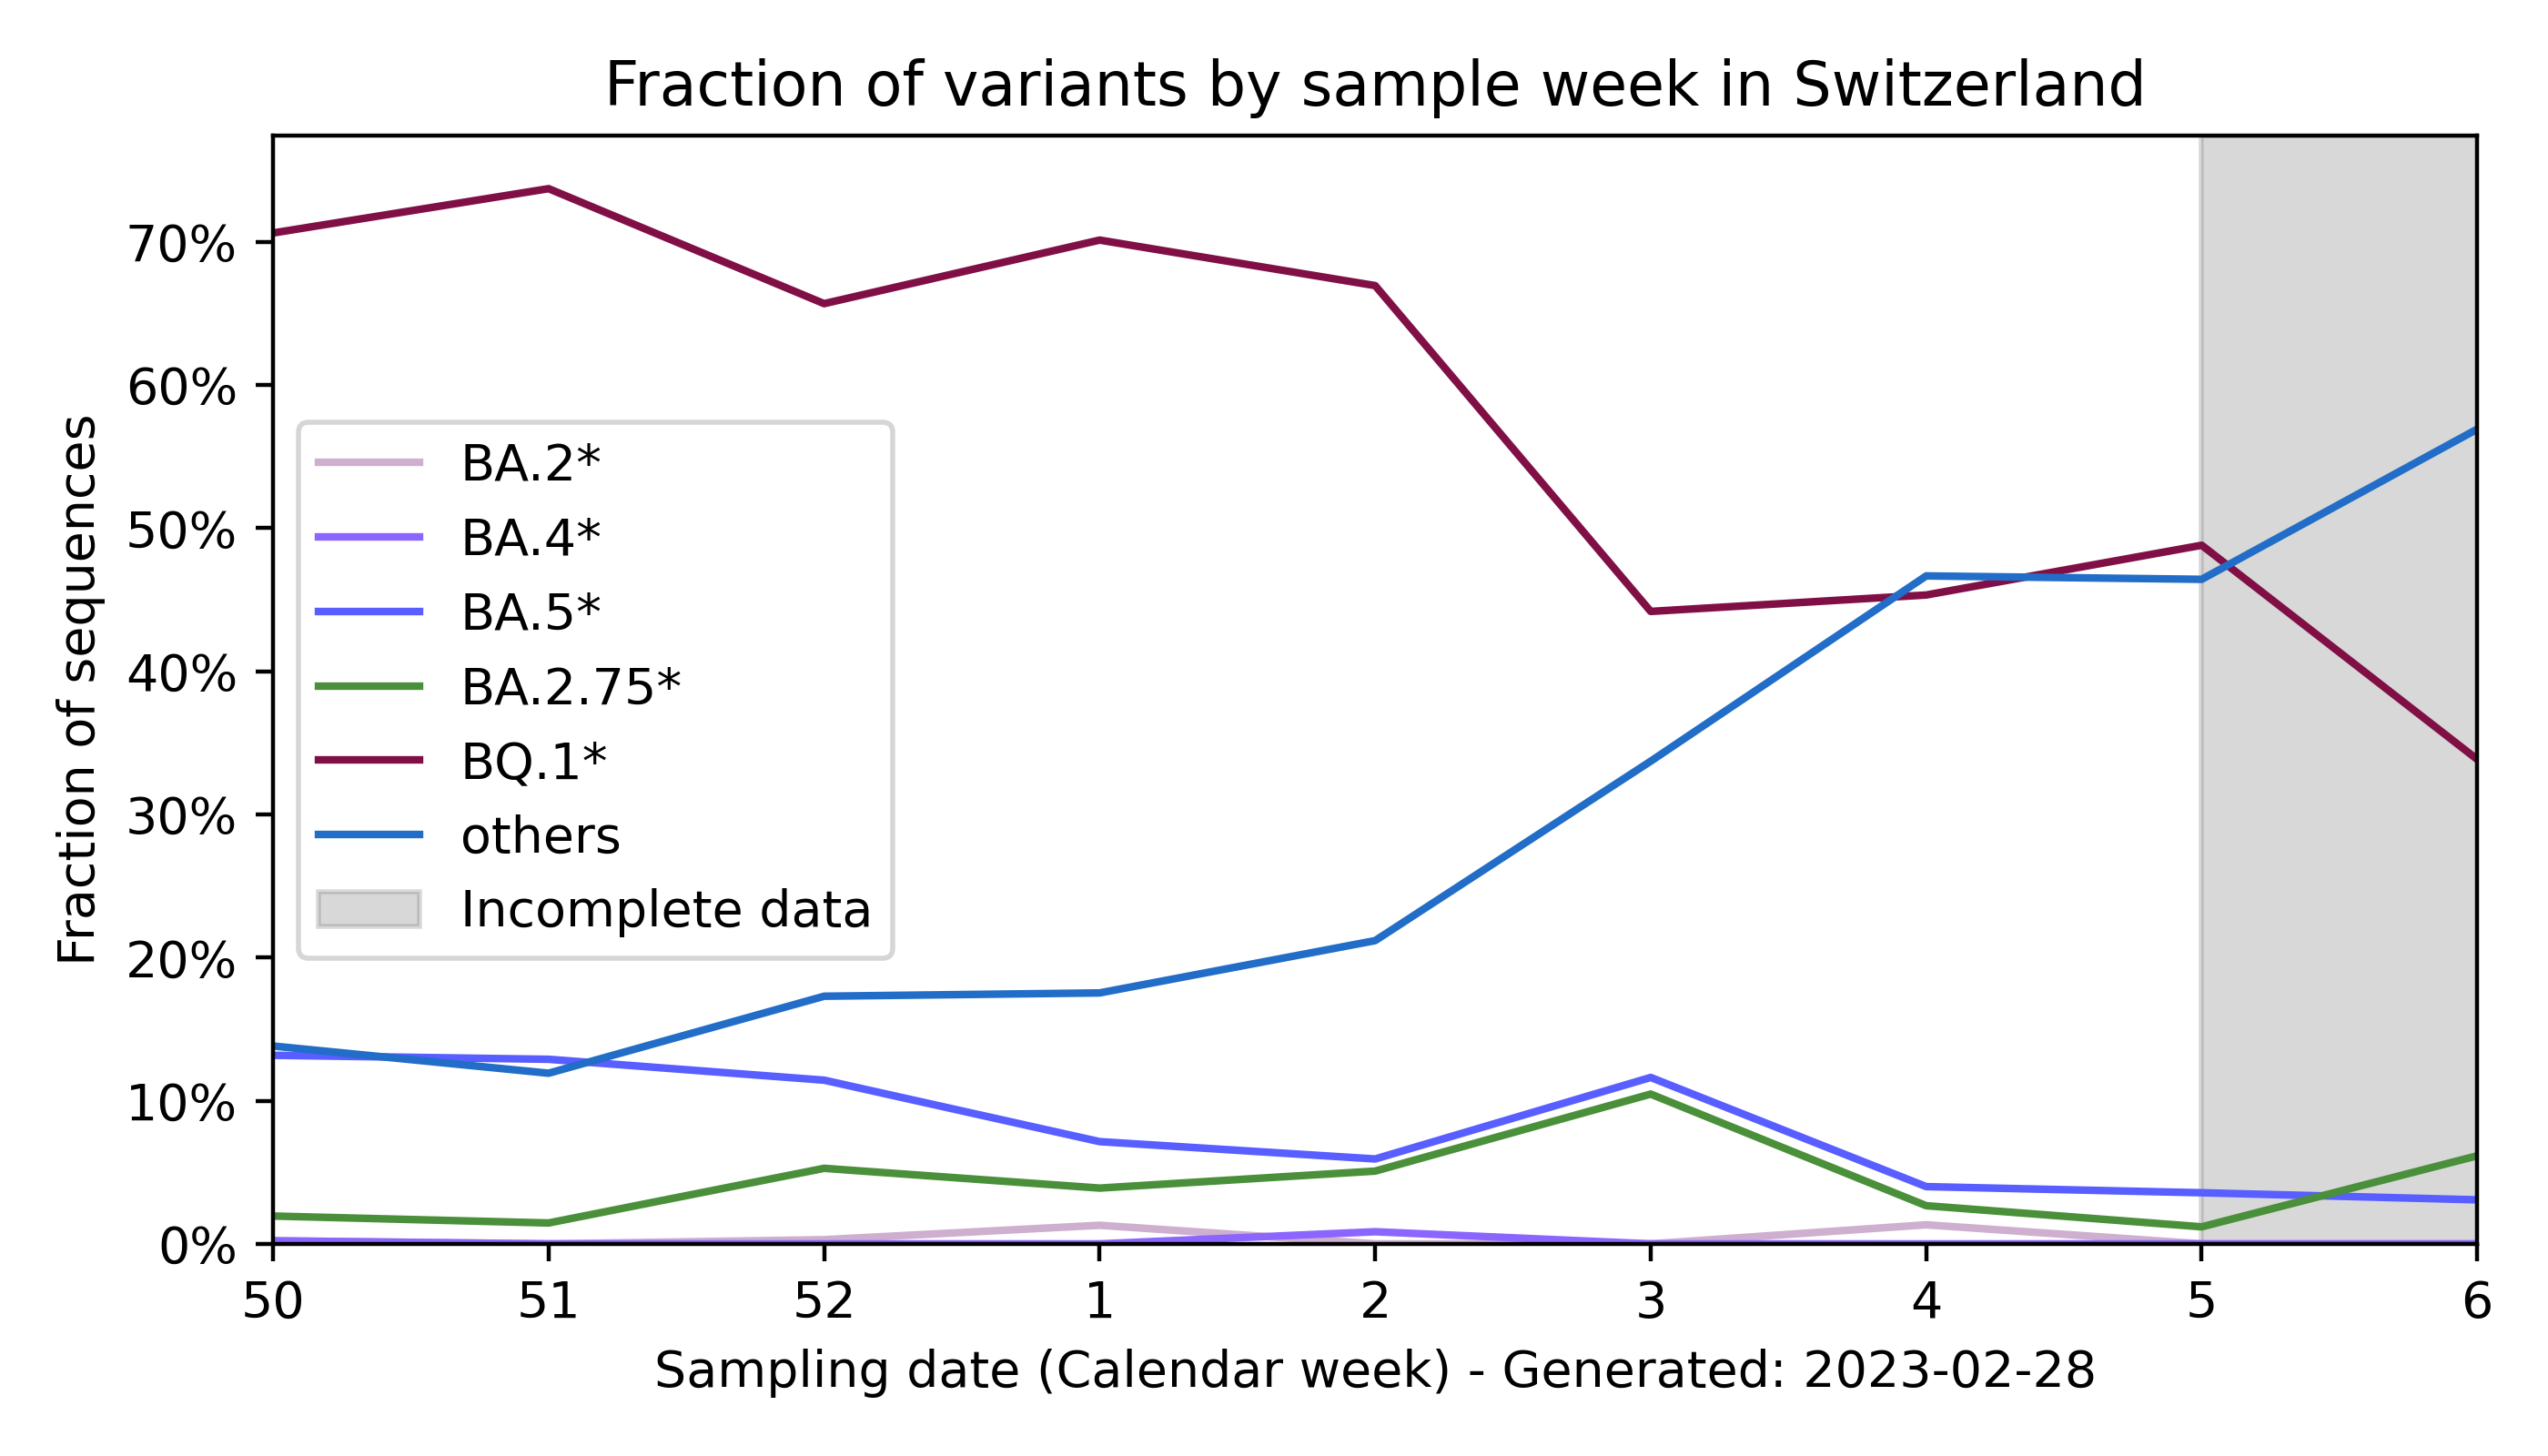 Fraction of variants by sample week in Switzerland
Fraction of sequences
70%
60%
50%
40%
30%
20%
10%
0%
BA.2*
BA.4*
BA.5*
BA.2.75*
BQ.1*
others
Incomplete data
50 51 52 1 2 3 4 5 6
Sampling date (Calendar week) - Generated: 2023-02-28